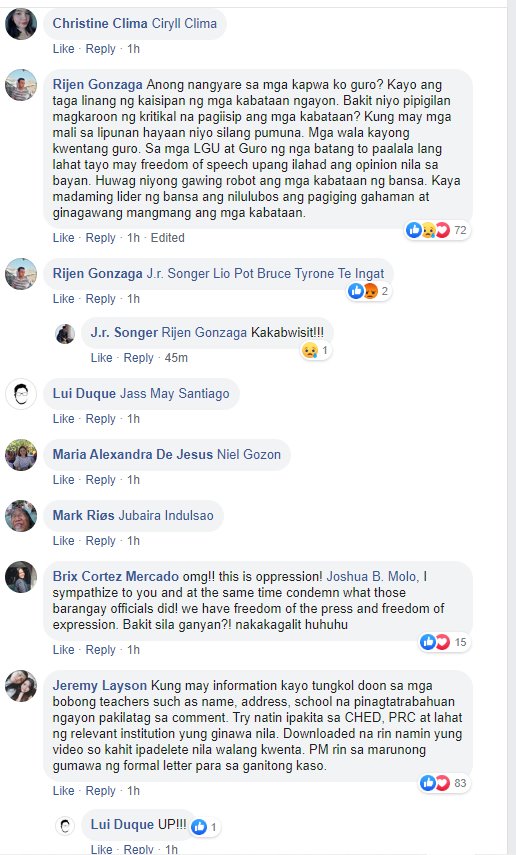 Christine Clima Ciryll Clima
Like · Reply · 1h
Rijen Gonzaga Anong nangyare sa mga kapwa ko guro? Kayo ang
taga linang ng kaisipan ng mga kabataan ngayon. Bakit niyo pipigilan
magkaroon ng kritikal na pagiisip ang mga kabataan? Kung may mga
mali sa lipunan hayaan niyo silang pumuna. Mga wala kayong
kwentang guro. Sa mga LGU at Guro ng nga batang to paalala lang
lahat tayo may freedom of speech upang ilahad ang opinion nila sa
bayan. Huwag niyong gawing robot ang mga kabataan ng bansa. Kaya
madaming lider ng bansa ang nilulubos ang pagiging gahaman at
ginagawang mangmang ang mga kabataan.
72
Like · Reply · 1h · Edited
Rijen Gonzaga J.r. Songer Lio Pot Bruce Tyrone Te Ingat
2
Like · Reply · 1h
J.r. Songer Rijen Gonzaga Kakabwisit!!!
1
Like · Reply · 45m
Lui Duque Jass May Santiago
Like · Reply · 1h
Maria Alexandra De Jesus Niel Gozon
Like · Reply · 1h
Mark Riøs Jubaira Indulsao
Like · Reply · 1h
Brix Cortez Mercado omg!! this is oppression! Joshua B. Molo, I
sympathize to you and at the same time condemn what those
barangay officials did! we have freedom of the press and freedom of
expression. Bakit sila ganyan?! nakakagalit huhuhu
15
Like · Reply · 1h
Jeremy Layson Kung may information kayo tungkol doon sa mga
bobong teachers such as name, address, school na pinagtatrabahuan
ngayon pakilatag sa comment. Try natin ipakita sa CHED, PRC at lahat
ng relevant institution yung ginawa nila. Downloaded na rin namin yung
video so kahit ipadelete nila walang kwenta. PM rin sa marunong
gumawa ng formal letter para sa ganitong kaso.
83
Like · Reply · 1h
Lui Duque UP!!!
1
Like · Reply · 1h